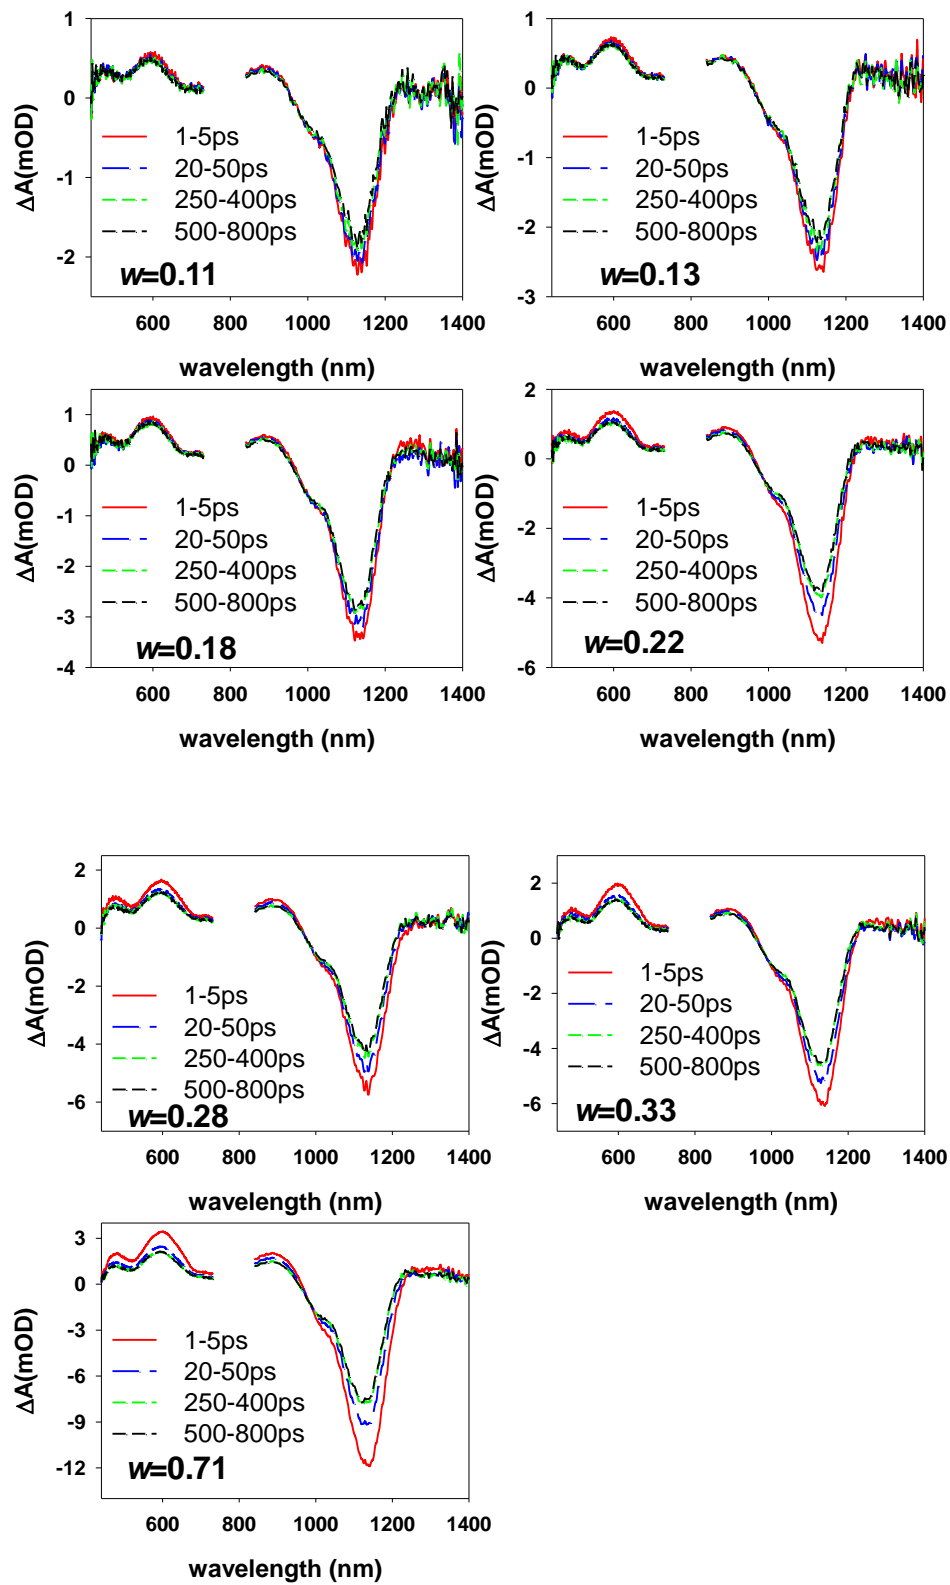 1
0
-1
-2
ΔA(mOD)
1-5ps
20-50ps
250-400ps
500-800ps
w=0.11
600 800 1000 1200 1400
wavelength (nm)
1
0
-1
-2
-3
ΔA(mOD)
1-5ps
20-50ps
250-400ps
500-800ps
w=0.13
600 800 1000 1200 1400
wavelength (nm)
1
0
-1
-2
-3
-4
ΔA(mOD)
1-5ps
20-50ps
250-400ps
500-800ps
w=0.18
600 800 1000 1200 1400
wavelength (nm)
2
0
-2
-4
-6
ΔA(mOD)
1-5ps
20-50ps
250-400ps
500-800ps
w=0.22
600 800 1000 1200 1400
wavelength (nm)
2
0
-2
-4
-6
ΔA(mOD)
1-5ps
20-50ps
250-400ps
500-800ps
w=0.28
600 800 1000 1200 1400
wavelength (nm)
2
0
-2
-4
-6
ΔA(mOD)
1-5ps
20-50ps
250-400ps
500-800ps
w=0.33
600 800 1000 1200 1400
wavelength (nm)
3
0
-3
-6
-9
-12
ΔA(mOD)
1-5ps
20-50ps
250-400ps
500-800ps
w=0.71
600 800 1000 1200 1400
wavelength (nm)